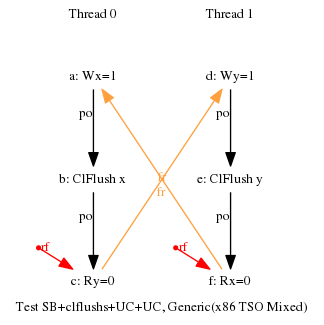 Thread 0 Thread 1
a: Wx=1 d: Wy=1
po po
b: ClFlush x e: ClFlush y
fr
fr
po po
rf rf
c: Ry=0 f: Rx=0
Test SB+clflushs+UC+UC, Generic(x86 TSO Mixed)